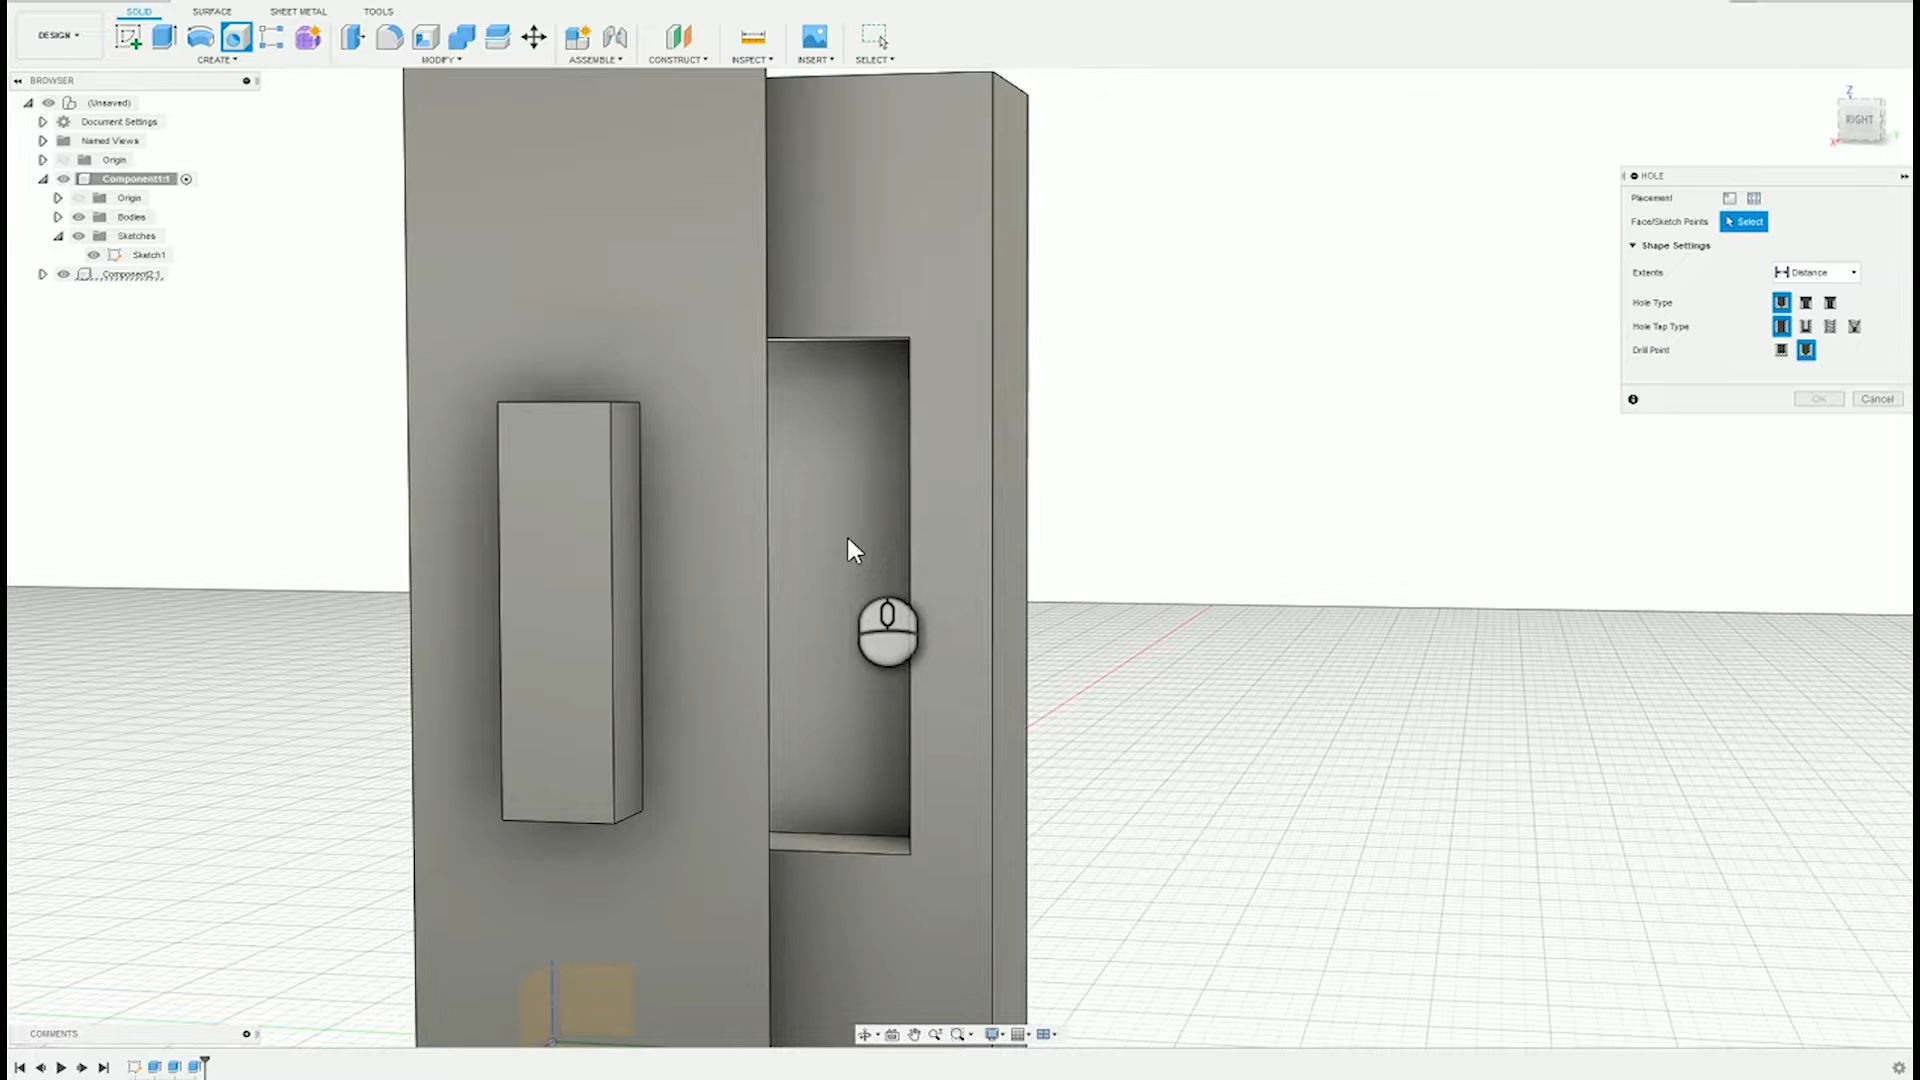 SOLID SURFACE SHEET METAL TOOLS
DESIGN
CREATE MODIFY ASSEMBLE CONSTRUCT INSPECT INSERT SELECT
BROWSER
(Unsaved)
Document Settings
Named Views
Origin
Component1:1
Origin
Bodies
Sketches
Sketch1
Component2:1
Z
RIGHT
X
Y
HOLE
Placement
Face/Sketch Points Select
Shape Settings
Extents Distance
Hole Type
Hole Tap Type
Drill Point
OK Cancel
COMMENTS